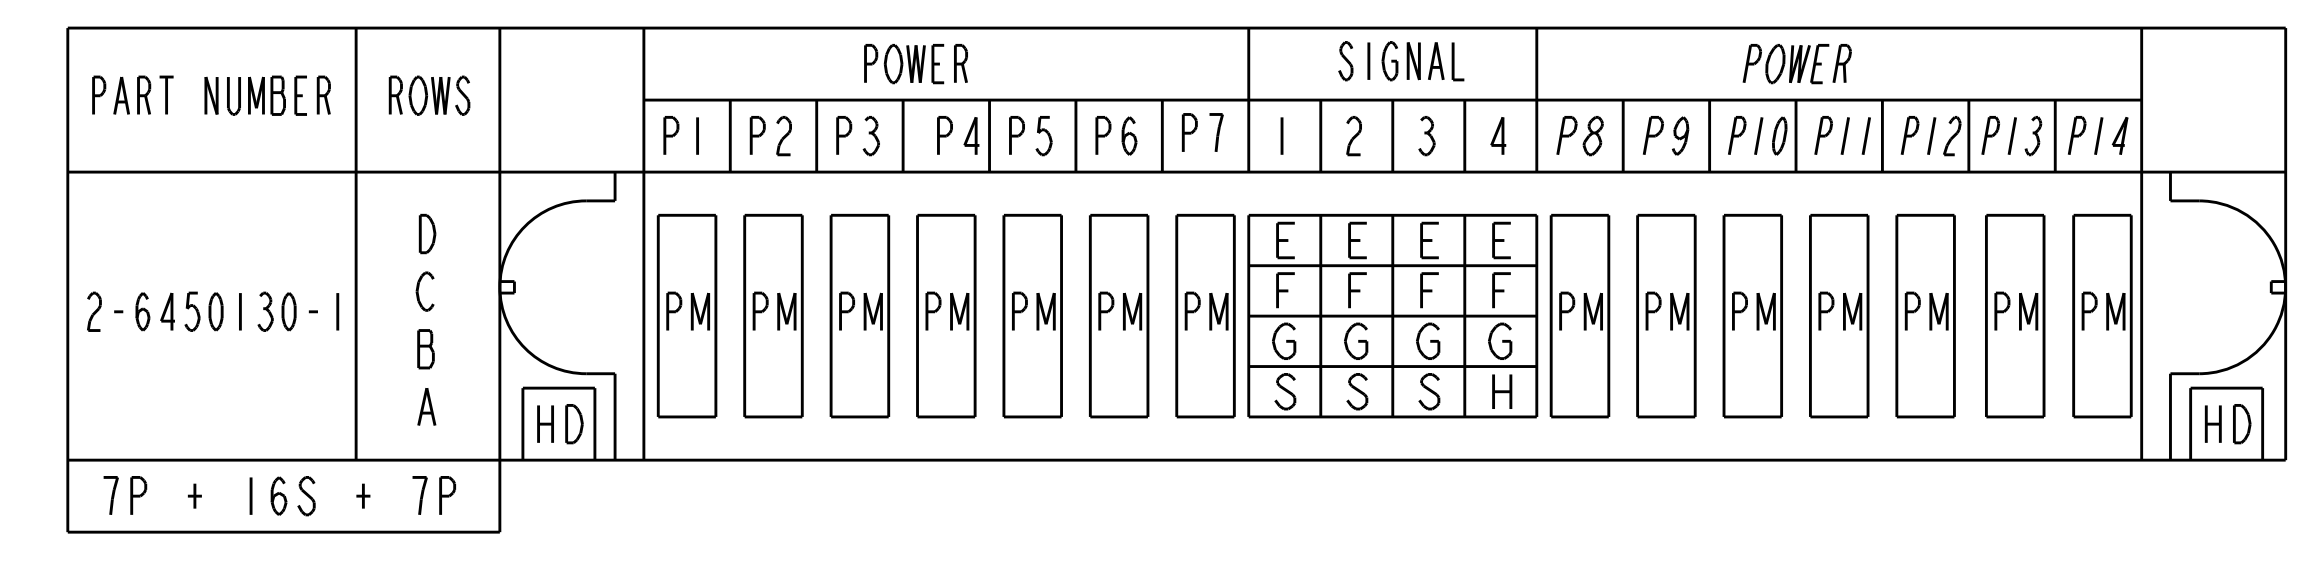 PART NUMBER ROWS POWER SIGNAL POWER
P1 P2 P3 P4 P5 P6 P7 1 2 3 4 P8 P9 P10 P11 P12 P13 P14
D E E E E
C F F F F
2-6450130-1 PM PM PM PM PM PM PM PM PM PM PM PM PM PM
B G G G G
A S S S H
HD HD
7P + 16S + 7P